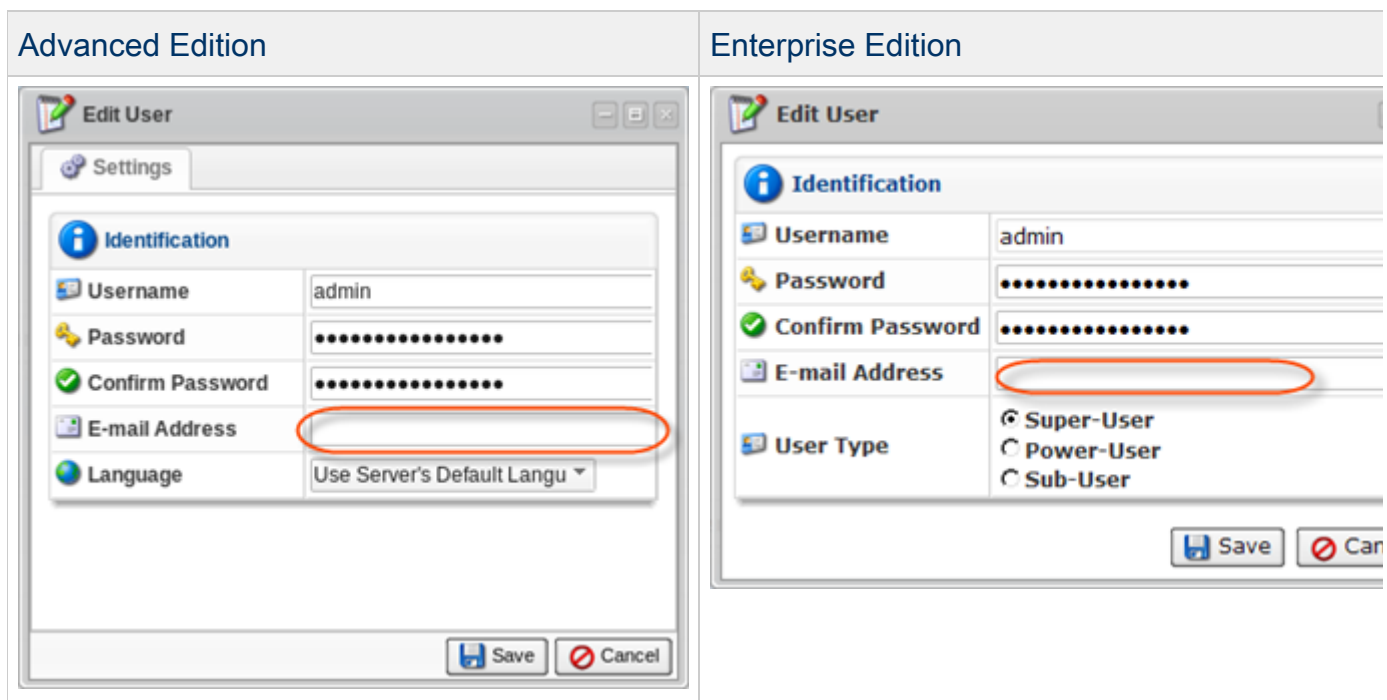 Advanced Edition
Edit User
Settings
Identification
Username admin
Password ●●●●●●●●●●●●●●●●
Confirm Password ●●●●●●●●●●●●●●●●
E-mail Address
Language Use Server's Default Langu
Save Cancel
Enterprise Edition
Edit User
Identification
Username admin
Password ●●●●●●●●●●●●●●●●
Confirm Password ●●●●●●●●●●●●●●●●
E-mail Address
User Type
Super-User
Power-User
Sub-User
Save Can